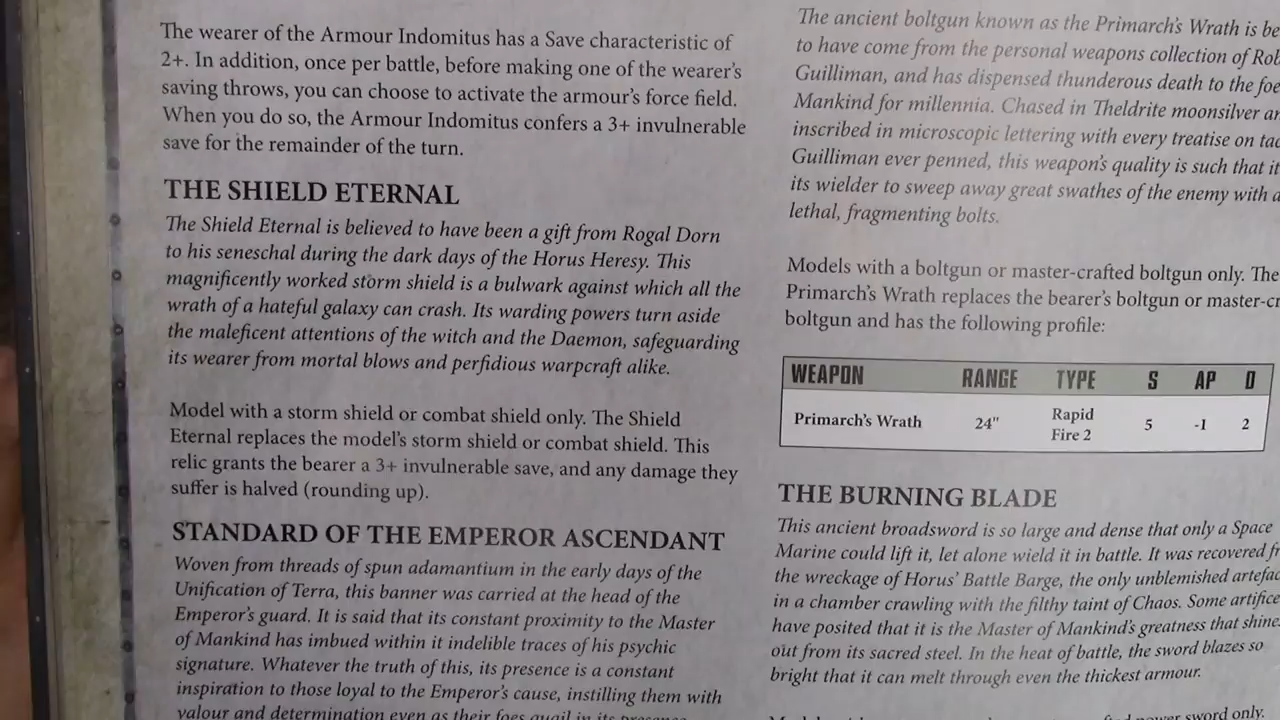 The wearer of the Armour Indomitus has a Save characteristic of
2+. In addition, once per battle, before making one of the wearer's
saving throws, you can choose to activate the armour's force field.
When you do so, the Armour Indomitus confers a 3+ invulnerable
save for the remainder of the turn.
THE SHIELD ETERNAL
The Shield Eternal is believed to have been a gift from Rogal Dorn
to his seneschal during the dark days of the Horus Heresy. This
magnificently worked storm shield is a bulwark against which all the
wrath of a hateful galaxy can crash. Its warding powers turn aside
the maleficent attentions of the witch and the Daemon, safeguarding
its wearer from mortal blows and perfidious warpcraft alike.
Model with a storm shield or combat shield only. The Shield
Eternal replaces the model's storm shield or combat shield. This
relic grants the bearer a 3+ invulnerable save, and any damage they
suffer is halved (rounding up).
STANDARD OF THE EMPEROR ASCENDANT
Woven from threads of spun adamantium in the early days of the
Unification of Terra, this banner was carried at the head of the
Emperor's guard. It is said that its constant proximity to the Master
of Mankind has imbued within it indelible traces of his psychic
signature. Whatever the truth of this, its presence is a constant
inspiration to those loyal to the Emperor's cause, instilling them with
valour and determination even as their foes quail in its presence
The ancient boltgun known as the Primarch's Wrath is be
to have come from the personal weapons collection of Rob
Guilliman, and has dispensed thunderous death to the foe
Mankind for millennia. Chased in Theldrite moonsilver an
inscribed in microscopic lettering with every treatise on tac
Guilliman ever penned, this weapon's quality is such that it
its wielder to sweep away great swathes of the enemy with a
lethal, fragmenting bolts.
Models with a boltgun or master-crafted boltgun only. The
Primarch's Wrath replaces the bearer's boltgun or master-cr
boltgun and has the following profile:
WEAPON RANGE TYPE S AP D
Primarch's Wrath 24" Rapid Fire 2 5 -1 2
THE BURNING BLADE
This ancient broadsword is so large and dense that only a Space
Marine could lift it, let alone wield it in battle. It was recovered fr
the wreckage of Horus' Battle Barge, the only unblemished artefac
in a chamber crawling with the filthy taint of Chaos. Some artifice
have posited that it is the Master of Mankind's greatness that shine
out from its sacred steel. In the heat of battle, the sword blazes so
bright that it can melt through even the thickest armour.
power sword only.